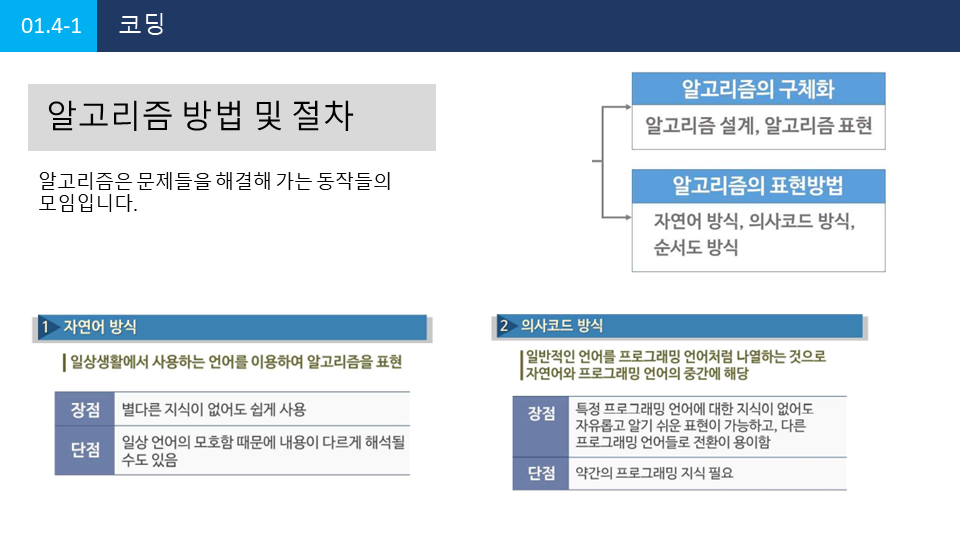 01.4-1
코딩
알고리즘 방법 및 절차
알고리즘은 문제들을 해결해 가는 동작들의
모임입니다.
알고리즘의 구체화
알고리즘 설계, 알고리즘 표현
알고리즘의 표현방법
자연어 방식, 의사코드 방식,
순서도 방식
1 자연어 방식
일상생활에서 사용하는 언어를 이용하여 알고리즘을 표현
장점
별다른 지식이 없어도 쉽게 사용
단점
일상 언어의 모호함 때문에 내용이 다르게 해석될
수도 있음
2 의사코드 방식
일반적인 언어를 프로그래밍 언어처럼 나열하는 것으로
자연어와 프로그래밍 언어의 중간에 해당
장점
특정 프로그래밍 언어에 대한 지식이 없어도
자유롭고 알기 쉬운 표현이 가능하고, 다른
프로그래밍 언어들로 전환이 용이함
단점
약간의 프로그래밍 지식 필요